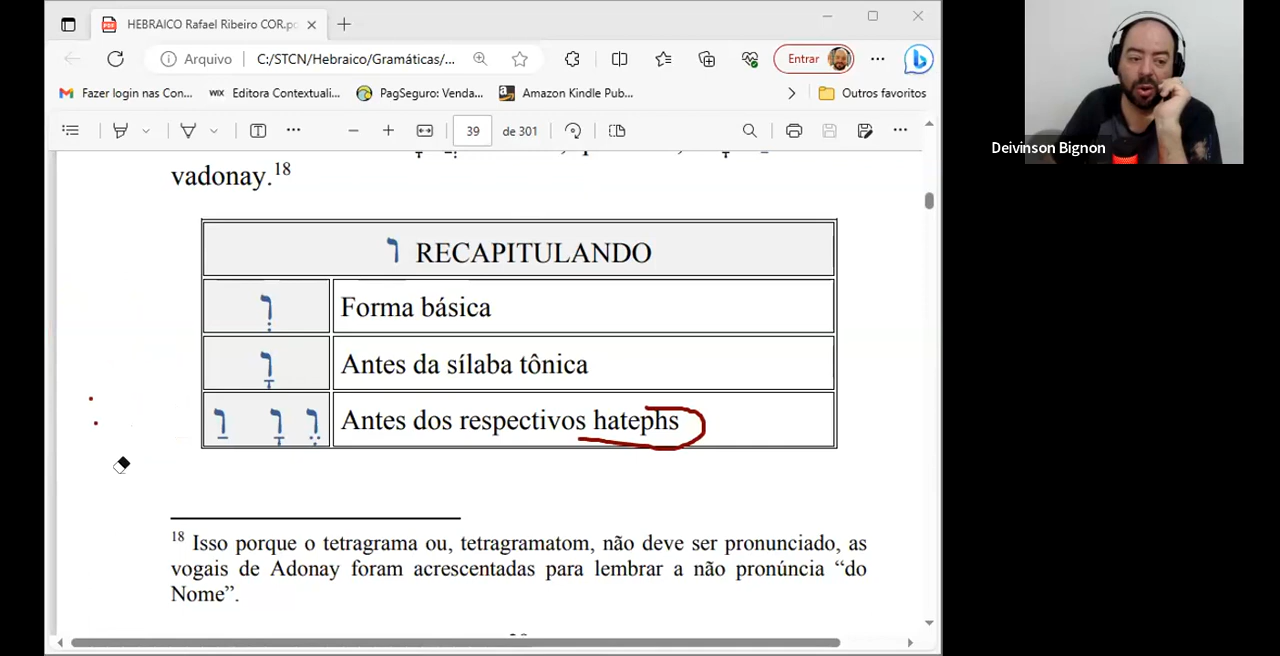 HEBRAICO Rafael Ribeiro COR.pd
Arquivo C:/STCN/Hebraico/Gramáticas/... Entrar
Fazer login nas Con... Editora Contextuali... PagSeguro: Venda... Amazon Kindle Pub... Outros favoritos
39 de 301
Deivinson Bignon
vadonay.18
ו RECAPITULANDO
וְ Forma básica
וָ Antes da sílaba tônica
וַ וָ וֶ Antes dos respectivos hatephs
18 Isso porque o tetragrama ou, tetragramatom, não deve ser pronunciado, as
vogais de Adonay foram acrescentadas para lembrar a não pronúncia “do
Nome”.